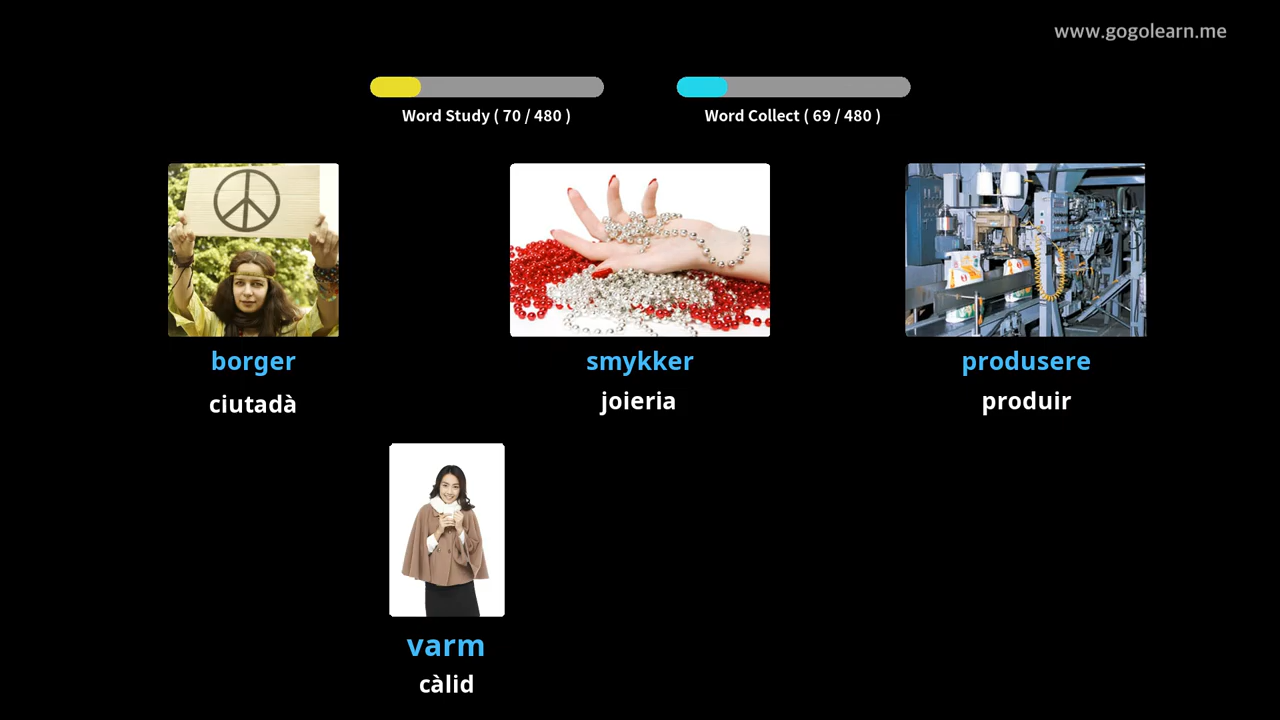 www.gogolearn.me
Word Study ( 70 / 480 )
Word Collect ( 69 / 480 )
borger
ciutadà
smykker
joieria
produsere
produir
varm
càlid